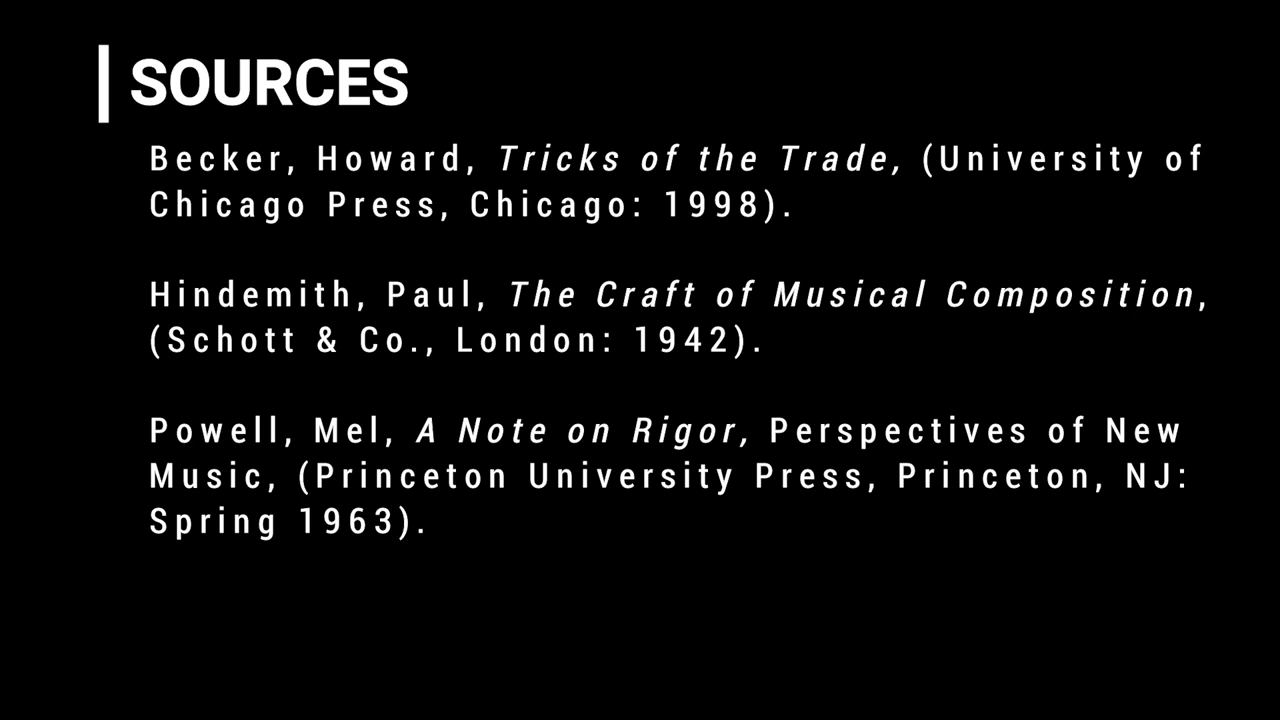 SOURCES
Becker, Howard, Tricks of the Trade, (University of
Chicago Press, Chicago: 1998).
Hindemith, Paul, The Craft of Musical Composition,
(Schott & Co., London: 1942).
Powell, Mel, A Note on Rigor, Perspectives of New
Music, (Princeton University Press, Princeton, NJ:
Spring 1963).